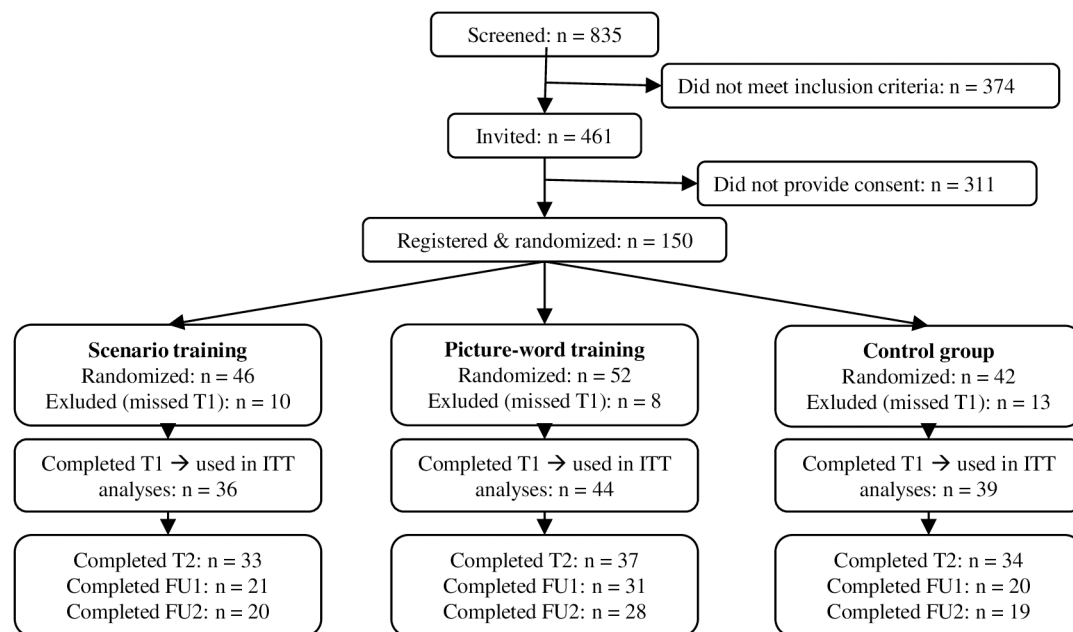 Screened: n = 835
Did not meet inclusion criteria: n = 374
Invited: n = 461
Did not provide consent: n = 311
Registered & randomized: n = 150
Scenario training
Randomized: n = 46
Exluded (missed T1): n = 10
Completed T1 → used in ITT
analyses: n = 36
Completed T2: n = 33
Completed FU1: n = 21
Completed FU2: n = 20
Picture-word training
Randomized: n = 52
Exluded (missed T1): n = 8
Completed T1 → used in ITT
analyses: n = 44
Completed T2: n = 37
Completed FU1: n = 31
Completed FU2: n = 28
Control group
Randomized: n = 42
Exluded (missed T1): n = 13
Completed T1 → used in ITT
analyses: n = 39
Completed T2: n = 34
Completed FU1: n = 20
Completed FU2: n = 19